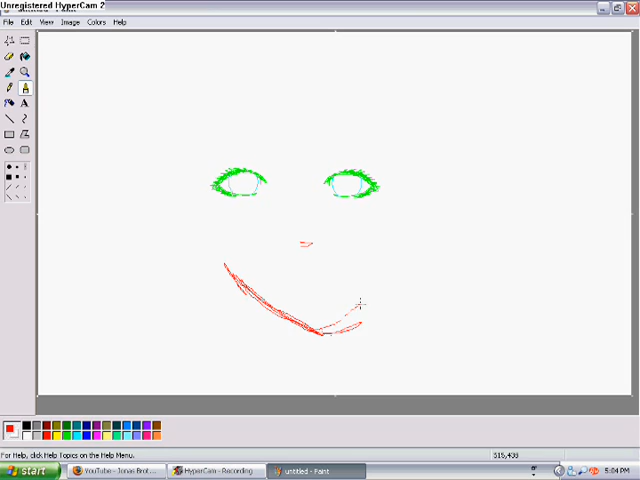 Unregistered HyperCam 2
File Edit View Image Colors Help
A
For Help, click Help Topics on the Help Menu.
515,438
start
YouTube - Jonas Brot...
HyperCam - Recording
untitled - Paint
5:04 PM